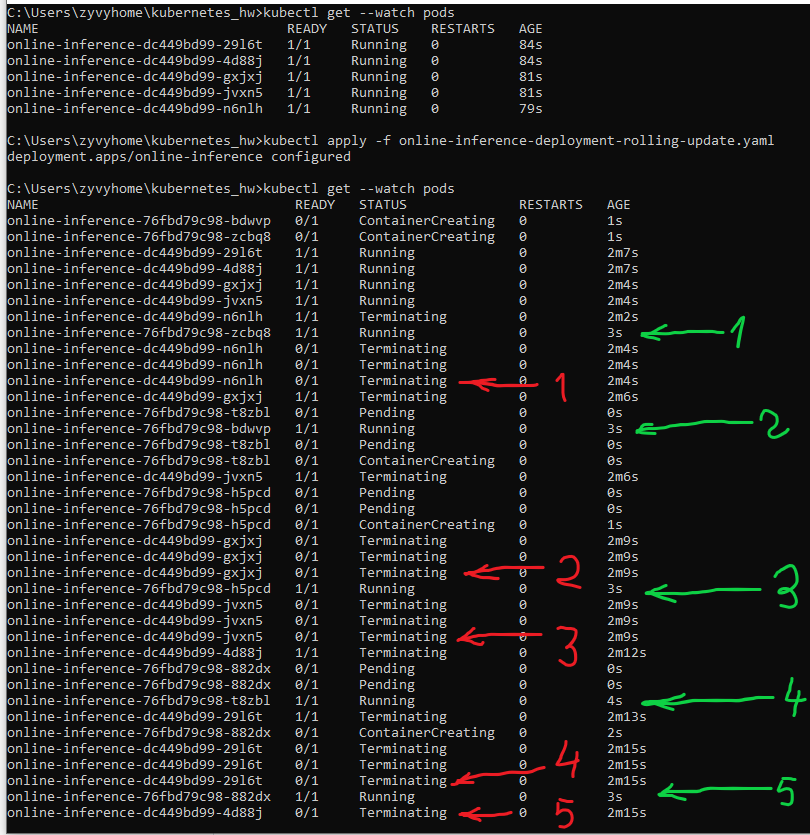 C:\Users\zyvyhome\kubernetes_hw>kubectl get --watch pods
NAME READY STATUS RESTARTS AGE
online-inference-dc449bd99-29l6t 1/1 Running 0 84s
online-inference-dc449bd99-4d88j 1/1 Running 0 84s
online-inference-dc449bd99-gxjxj 1/1 Running 0 81s
online-inference-dc449bd99-jvxn5 1/1 Running 0 81s
online-inference-dc449bd99-n6nlh 1/1 Running 0 79s
C:\Users\zyvyhome\kubernetes_hw>kubectl apply -f online-inference-deployment-rolling-update.yaml
deployment.apps/online-inference configured
C:\Users\zyvyhome\kubernetes_hw>kubectl get --watch pods
NAME READY STATUS RESTARTS AGE
online-inference-76fbd79c98-bdwvp 0/1 ContainerCreating 0 1s
online-inference-76fbd79c98-zcbq8 0/1 ContainerCreating 0 1s
online-inference-dc449bd99-29l6t 1/1 Running 0 2m7s
online-inference-dc449bd99-4d88j 1/1 Running 0 2m7s
online-inference-dc449bd99-gxjxj 1/1 Running 0 2m4s
online-inference-dc449bd99-jvxn5 1/1 Running 0 2m4s
online-inference-dc449bd99-n6nlh 1/1 Terminating 0 2m2s
online-inference-76fbd79c98-zcbq8 1/1 Running 0 3s 1
online-inference-dc449bd99-n6nlh 0/1 Terminating 0 2m4s
online-inference-dc449bd99-n6nlh 0/1 Terminating 0 2m4s
online-inference-dc449bd99-n6nlh 0/1 Terminating 0 1 2m4s
online-inference-dc449bd99-gxjxj 1/1 Terminating 0 2m6s
online-inference-76fbd79c98-t8zbl 0/1 Pending 0 0s
online-inference-76fbd79c98-bdwvp 1/1 Running 0 3s 2
online-inference-76fbd79c98-t8zbl 0/1 Pending 0 0s
online-inference-76fbd79c98-t8zbl 0/1 ContainerCreating 0 0s
online-inference-dc449bd99-jvxn5 1/1 Terminating 0 2m6s
online-inference-76fbd79c98-h5pcd 0/1 Pending 0 0s
online-inference-76fbd79c98-h5pcd 0/1 Pending 0 0s
online-inference-76fbd79c98-h5pcd 0/1 ContainerCreating 0 1s
online-inference-dc449bd99-gxjxj 0/1 Terminating 0 2m9s
online-inference-dc449bd99-gxjxj 0/1 Terminating 0 2m9s
online-inference-dc449bd99-gxjxj 0/1 Terminating 0 2 2m9s
online-inference-76fbd79c98-h5pcd 1/1 Running 0 3s 3
online-inference-dc449bd99-jvxn5 0/1 Terminating 0 2m9s
online-inference-dc449bd99-jvxn5 0/1 Terminating 0 2m9s
online-inference-dc449bd99-jvxn5 0/1 Terminating 0 3 2m9s
online-inference-dc449bd99-4d88j 1/1 Terminating 0 2m12s
online-inference-76fbd79c98-882dx 0/1 Pending 0 0s
online-inference-76fbd79c98-882dx 0/1 Pending 0 0s
online-inference-76fbd79c98-t8zbl 1/1 Running 0 4s 4
online-inference-dc449bd99-29l6t 1/1 Terminating 0 2m13s
online-inference-76fbd79c98-882dx 0/1 ContainerCreating 0 2s
online-inference-dc449bd99-29l6t 0/1 Terminating 0 2m15s
online-inference-dc449bd99-29l6t 0/1 Terminating 0 2m15s
online-inference-dc449bd99-29l6t 0/1 Terminating 0 4 2m15s
online-inference-76fbd79c98-882dx 1/1 Running 0 3s 5
online-inference-dc449bd99-4d88j 0/1 Terminating 0 5 2m15s